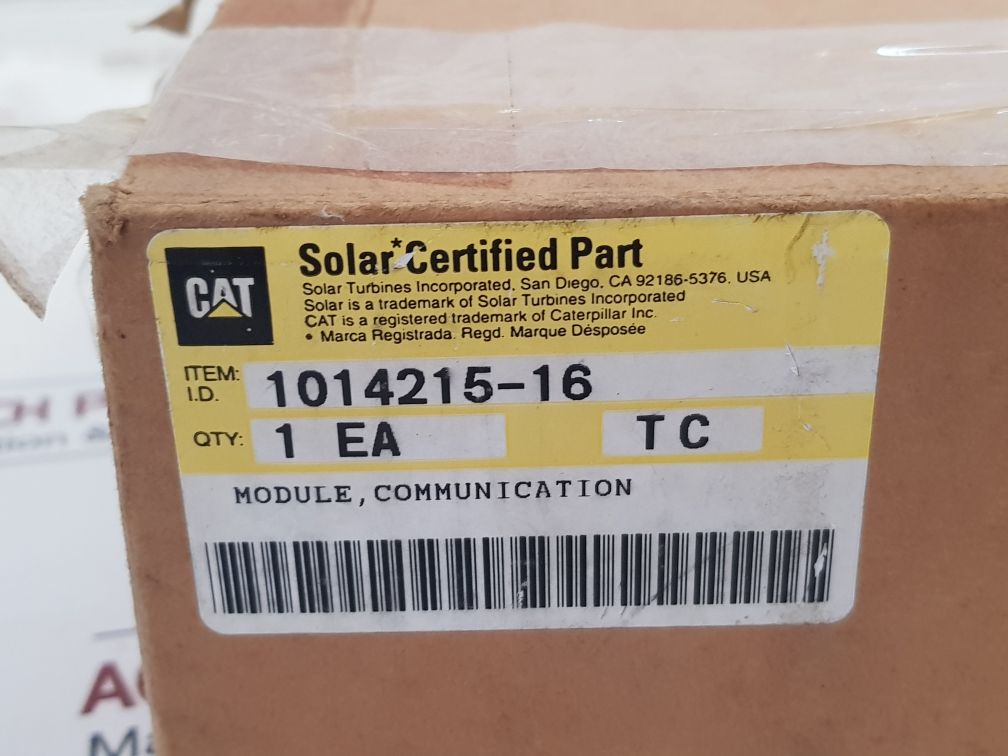 CAT
Solar* Certified Part
Solar Turbines Incorporated, San Diego, CA 92186-5376, USA
Solar is a trademark of Solar Turbines Incorporated
CAT is a registered trademark of Caterpillar Inc.
• Marca Registrada. Regd. Marque Désposée
ITEM: I.D. 1014215-16
QTY: 1 EA TC
MODULE,COMMUNICATION